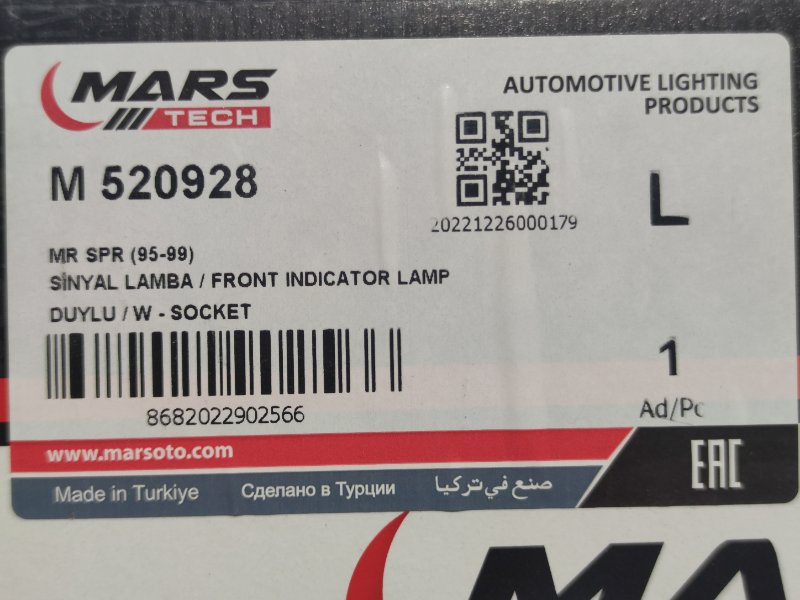 MARS
TECH
AUTOMOTIVE LIGHTING
PRODUCTS
M 520928
20221226000179
L
MR SPR (95-99)
SİNYAL LAMBA / FRONT INDICATOR LAMP
DUYLU / W - SOCKET
8682022902566
1
Ad/Pc
www.marsoto.com
EAC
Made in Turkiye
Сделано в Турции
صنع في تركيا
MARS